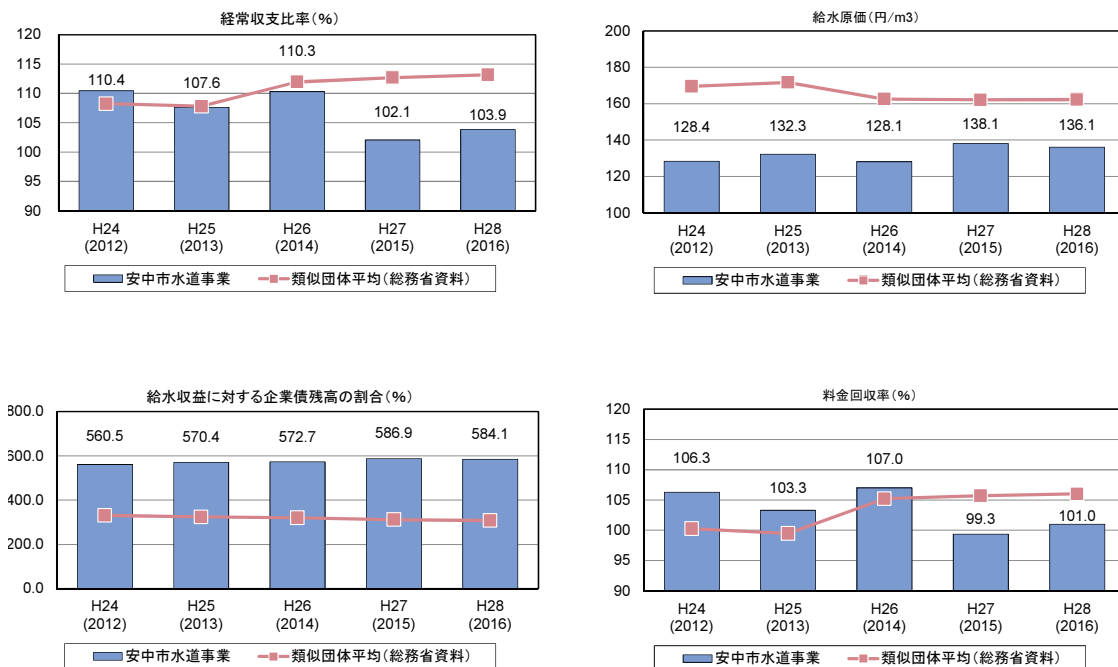 経常収支比率(%)
120
115
110
105
100
95
90
110.4
107.6
110.3
102.1
103.9
H24
(2012)
H25
(2013)
H26
(2014)
H27
(2015)
H28
(2016)
安中市水道事業
類似団体平均(総務省資料)
給水原価(円/m3)
200
180
160
140
120
100
128.4
132.3
128.1
138.1
136.1
H24
(2012)
H25
(2013)
H26
(2014)
H27
(2015)
H28
(2016)
安中市水道事業
類似団体平均(総務省資料)
給水収益に対する企業債残高の割合(%)
800.0
600.0
400.0
200.0
0.0
560.5
570.4
572.7
586.9
584.1
H24
(2012)
H25
(2013)
H26
(2014)
H27
(2015)
H28
(2016)
安中市水道事業
類似団体平均(総務省資料)
料金回収率(%)
120
115
110
105
100
95
90
106.3
103.3
107.0
99.3
101.0
H24
(2012)
H25
(2013)
H26
(2014)
H27
(2015)
H28
(2016)
安中市水道事業
類似団体平均(総務省資料)